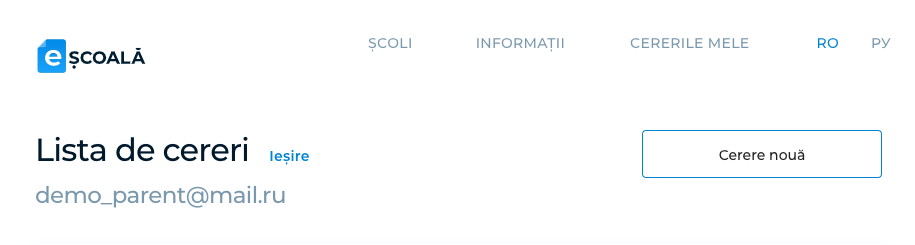 eȘCOALĂ ȘCOLI INFORMAȚII CERERILE MELE RO РУ
Lista de cereri Ieșire Cerere nouă
demo_parent@mail.ru